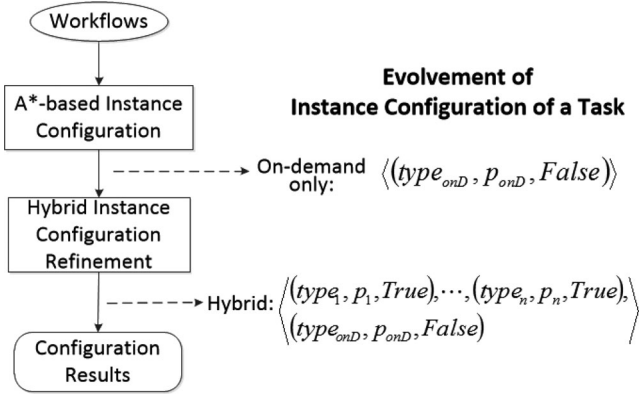 Workflows
A*-based Instance
Configuration
Evolvement of
Instance Configuration of a Task
On-demand
only:
⟨(type_onD, p_onD, False)⟩
Hybrid Instance
Configuration
Refinement
Hybrid:
⟨(type_1, p_1, True), ⋯, (type_n, p_n, True),
(type_onD, p_onD, False)⟩
Configuration
Results